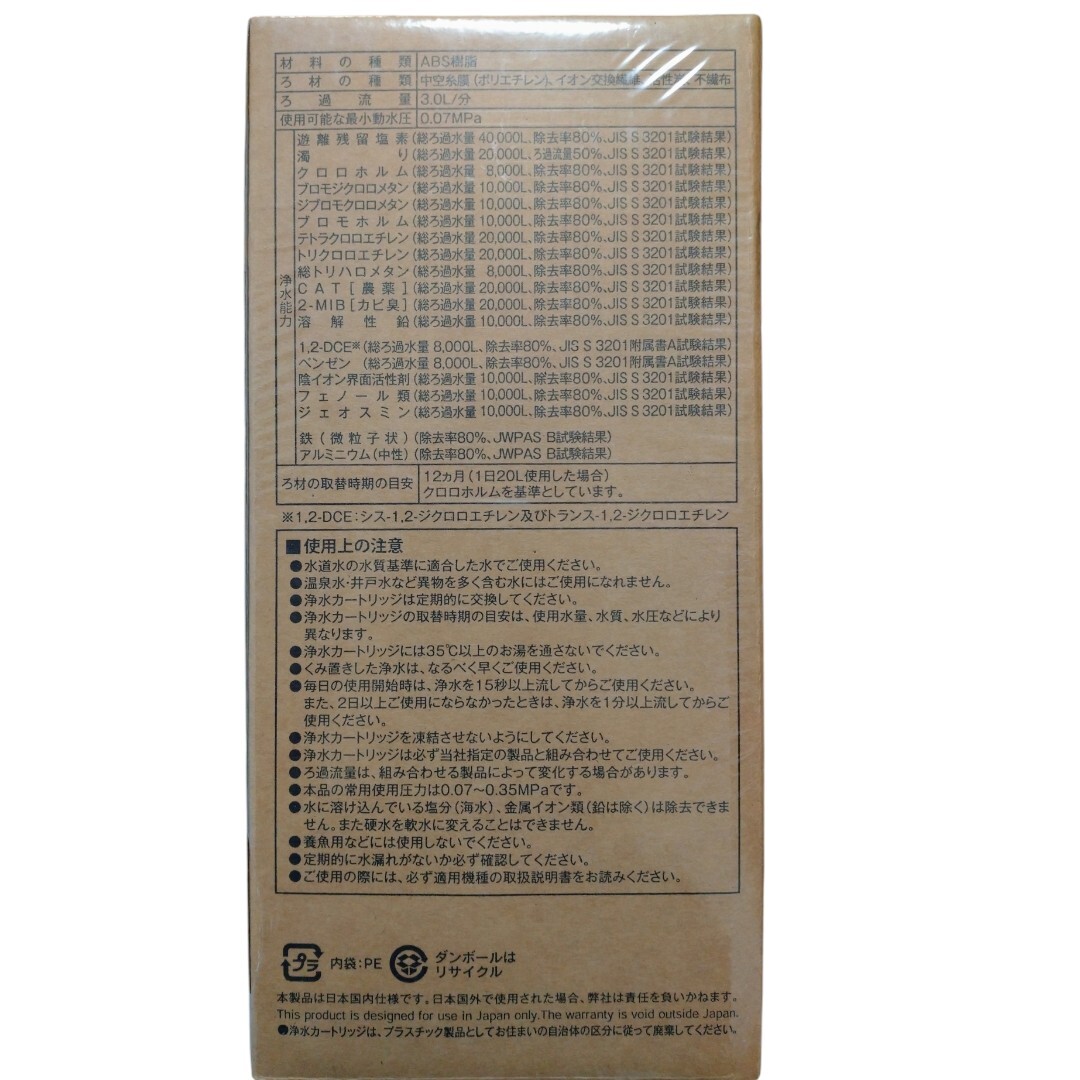 材料の種類 ABS樹脂
ろ材の種類 中空糸膜(ポリエチレン)、イオン交換繊維、活性炭、不織布
ろ過流量 3.0L/分
使用可能な最小動水圧 0.07MPa
浄水能力
遊離残留塩素(総ろ過水量 40,000L、除去率80%、JIS S 3201試験結果)
濁り(総ろ過水量 20,000L、ろ過流量50%、JIS S 3201試験結果)
クロロホルム(総ろ過水量 8,000L、除去率80%、JIS S 3201試験結果)
ブロモジクロロメタン(総ろ過水量 10,000L、除去率80%、JIS S 3201試験結果)
ジブロモクロロメタン(総ろ過水量 10,000L、除去率80%、JIS S 3201試験結果)
ブロモホルム(総ろ過水量 10,000L、除去率80%、JIS S 3201試験結果)
テトラクロロエチレン(総ろ過水量 20,000L、除去率80%、JIS S 3201試験結果)
トリクロロエチレン(総ろ過水量 20,000L、除去率80%、JIS S 3201試験結果)
総トリハロメタン(総ろ過水量 8,000L、除去率80%、JIS S 3201試験結果)
CAT[農薬](総ろ過水量 20,000L、除去率80%、JIS S 3201試験結果)
2-MIB[カビ臭](総ろ過水量 20,000L、除去率80%、JIS S 3201試験結果)
溶解性鉛(総ろ過水量 10,000L、除去率80%、JIS S 3201試験結果)
1,2-DCE※(総ろ過水量 8,000L、除去率80%、JIS S 3201附属書A試験結果)
ベンゼン(総ろ過水量 8,000L、除去率80%、JIS S 3201附属書A試験結果)
陰イオン界面活性剤(総ろ過水量 10,000L、除去率80%、JIS S 3201試験結果)
フェノール類(総ろ過水量 10,000L、除去率80%、JIS S 3201試験結果)
ジェオスミン(総ろ過水量 10,000L、除去率80%、JIS S 3201試験結果)
鉄(微粒子状)(除去率80%、JWPAS B試験結果)
アルミニウム(中性)(除去率80%、JWPAS B試験結果)
ろ材の取替時期の目安 12ヵ月(1日20L使用した場合)
クロロホルムを基準としています。
※1,2-DCE:シス-1,2-ジクロロエチレン及びトランス-1,2-ジクロロエチレン
■使用上の注意
●水道水の水質基準に適合した水でご使用ください。
●温泉水・井戸水など異物を多く含む水にはご使用になれません。
●浄水カートリッジは定期的に交換してください。
●浄水カートリッジの取替時期の目安は、使用水量、水質、水圧などにより
異なります。
●浄水カートリッジには35℃以上のお湯を通さないでください。
●くみ置きした浄水は、なるべく早くご使用ください。
●毎日の使用開始時は、浄水を15秒以上流してからご使用ください。
また、2日以上ご使用にならなかったときは、浄水を1分以上流してからご
使用ください。
●浄水カートリッジを凍結させないようにしてください。
●浄水カートリッジは必ず当社指定の製品と組み合わせてご使用ください。
●ろ過流量は、組み合わせる製品によって変化する場合があります。
●本品の常用使用圧力は0.07～0.35MPaです。
●水に溶け込んでいる塩分(海水)、金属イオン類(鉛は除く)は除去できま
せん。また硬水を軟水に変えることはできません。
●養魚用などには使用しないでください。
●定期的に水漏れがないか必ず確認してください。
●ご使用の際には、必ず適用機種の取扱説明書をお読みください。
プラ 内袋:PE
ダンボールは
リサイクル
本製品は日本国内仕様です。日本国外で使用された場合、弊社は責任を負いかねます。
This product is designed for use in Japan only.The warranty is void outside Japan.
●浄水カートリッジは、プラスチック製品としてお住まいの自治体の区分に従って廃棄してください。